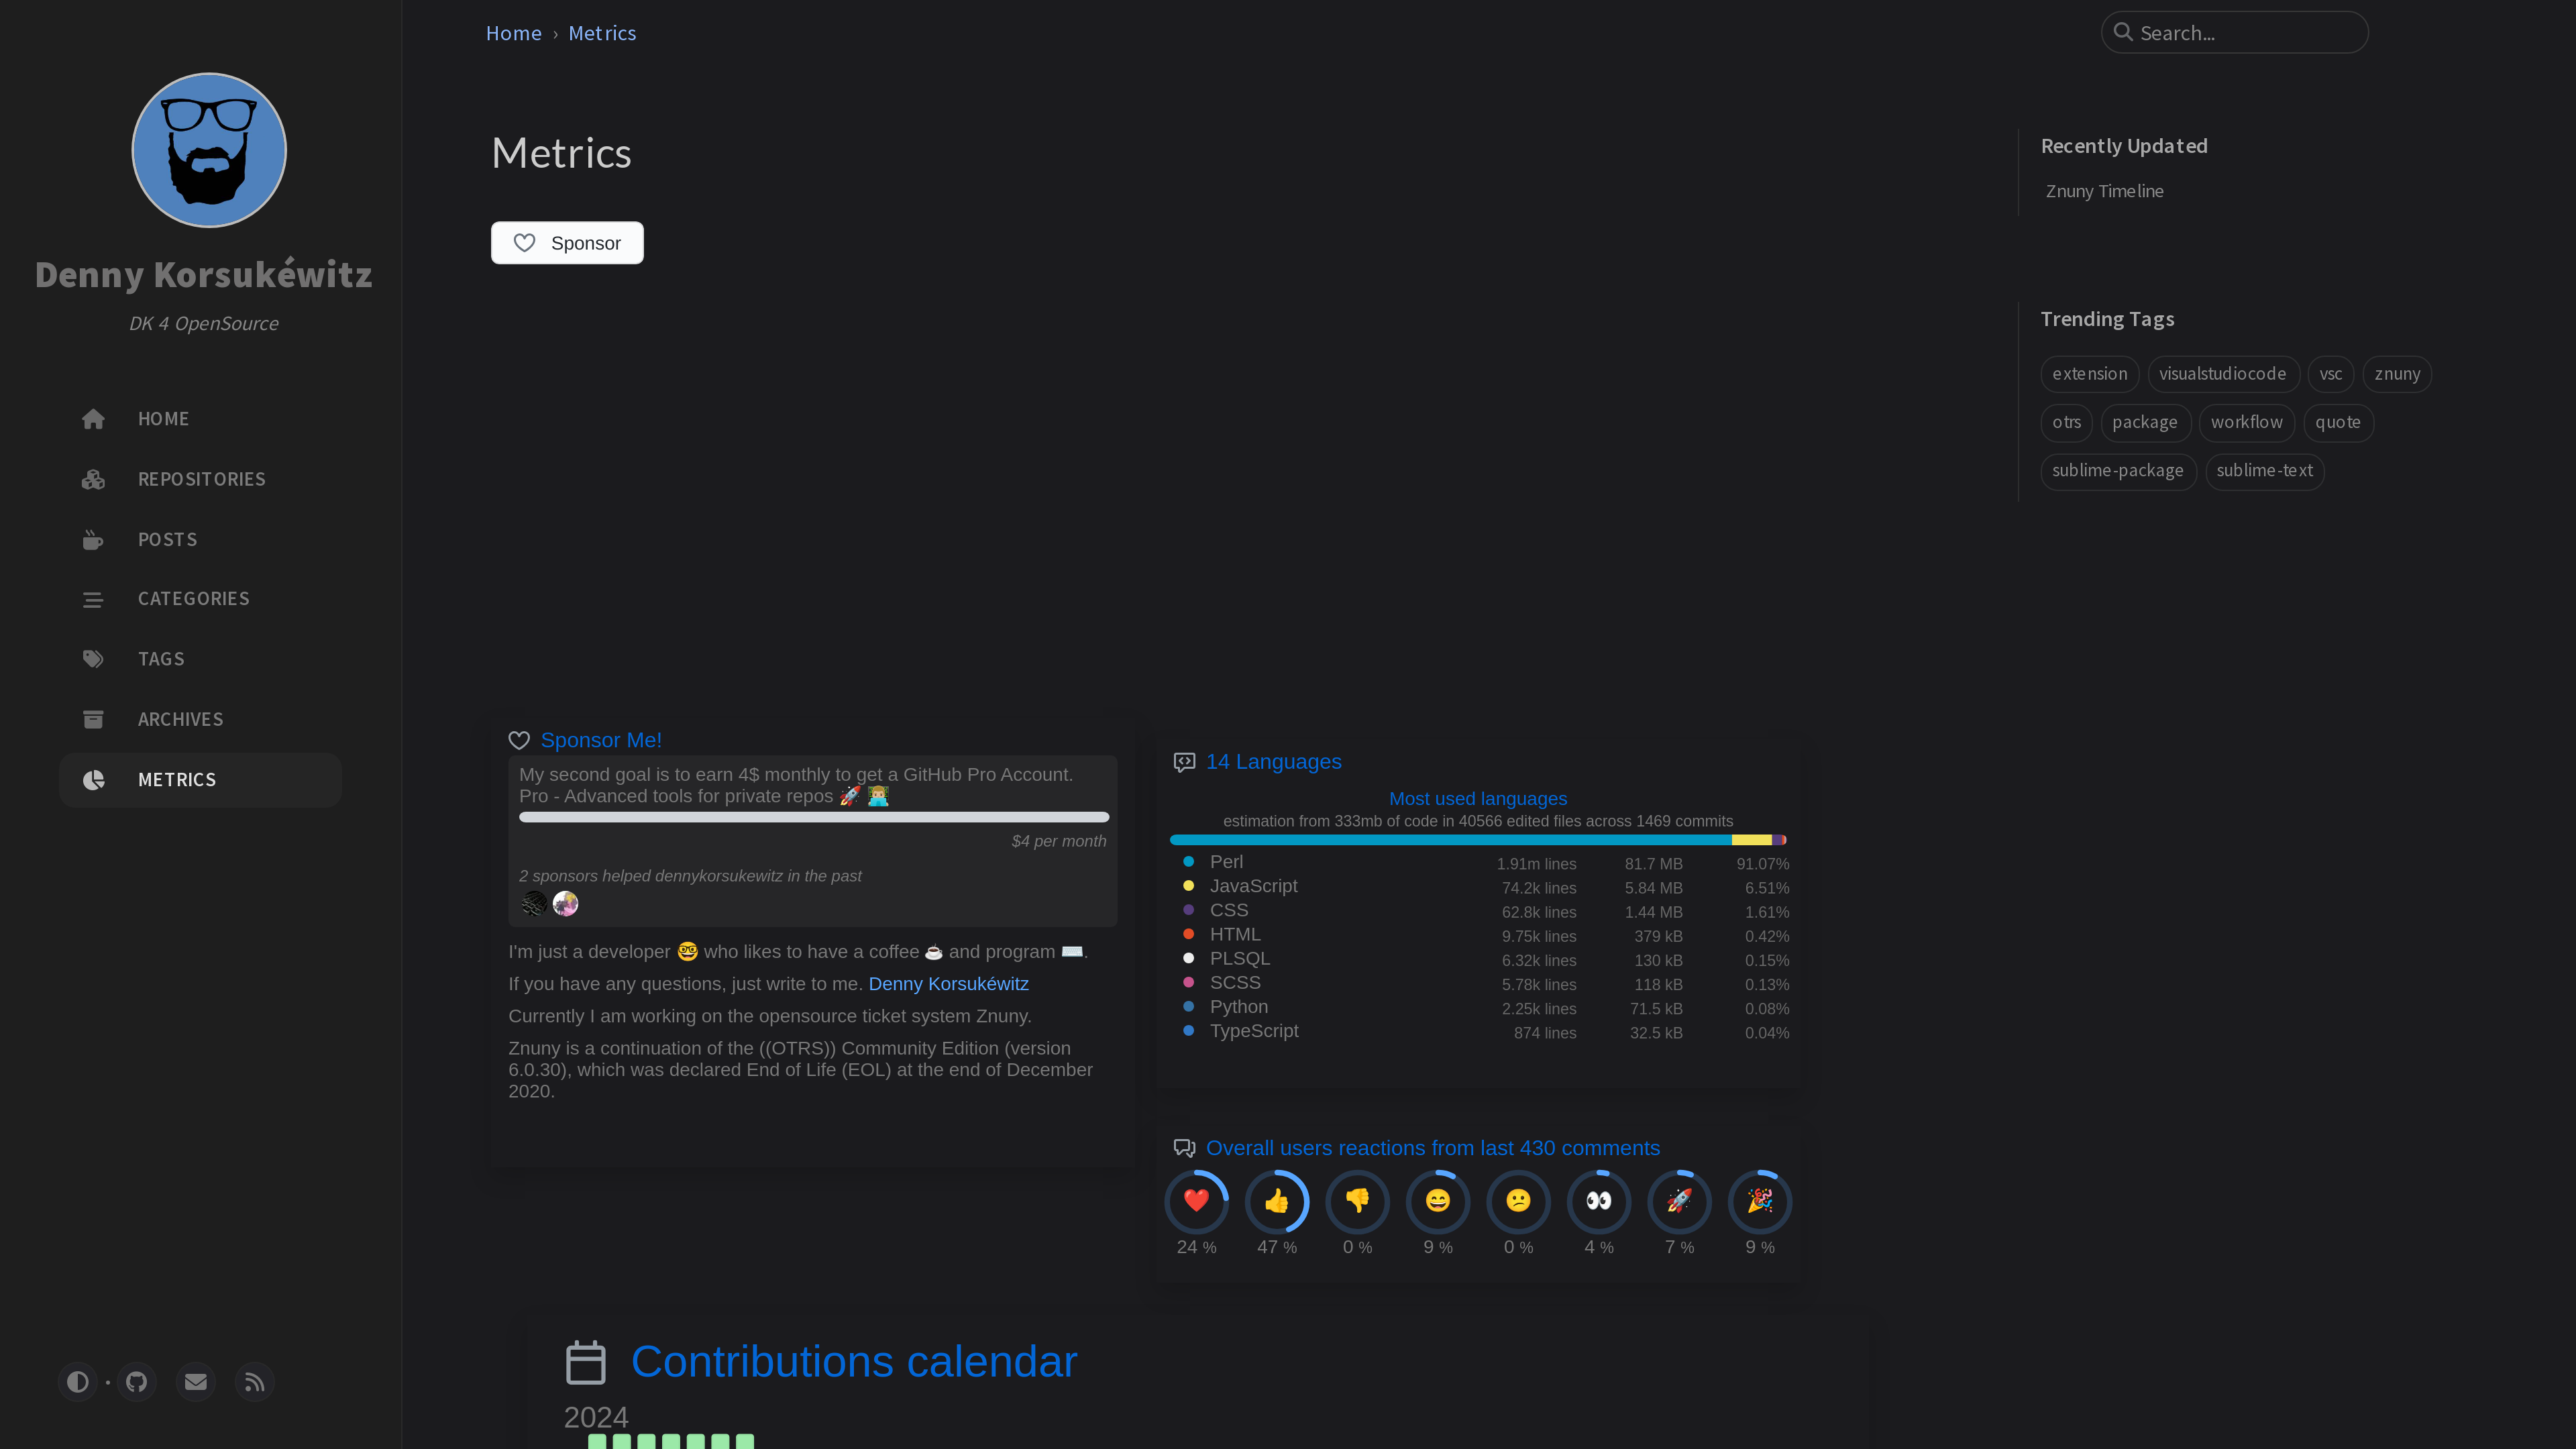 Denny Korsukéwitz
DK 4 OpenSource
HOME
REPOSITORIES
POSTS
CATEGORIES
TAGS
ARCHIVES
METRICS
Home › Metrics
Search...
Metrics
Sponsor
Sponsor Me!
My second goal is to earn 4$ monthly to get a GitHub Pro Account.
Pro - Advanced tools for private repos 🚀 👨🏼‍💻
$4 per month
2 sponsors helped dennykorsukewitz in the past
I'm just a developer 🤓 who likes to have a coffee ☕ and program ⌨️.
If you have any questions, just write to me. Denny Korsukéwitz
Currently I am working on the opensource ticket system Znuny.
Znuny is a continuation of the ((OTRS)) Community Edition (version
6.0.30), which was declared End of Life (EOL) at the end of December
2020.
14 Languages
Most used languages
estimation from 333mb of code in 40566 edited files across 1469 commits
Perl 1.91m lines 81.7 MB 91.07%
JavaScript 74.2k lines 5.84 MB 6.51%
CSS 62.8k lines 1.44 MB 1.61%
HTML 9.75k lines 379 kB 0.42%
PLSQL 6.32k lines 130 kB 0.15%
SCSS 5.78k lines 118 kB 0.13%
Python 2.25k lines 71.5 kB 0.08%
TypeScript 874 lines 32.5 kB 0.04%
Overall users reactions from last 430 comments
24 % 47 % 0 % 9 % 0 % 4 % 7 % 9 %
Contributions calendar
2024
Recently Updated
Znuny Timeline
Trending Tags
extension visualstudiocode vsc znuny
otrs package workflow quote
sublime-package sublime-text